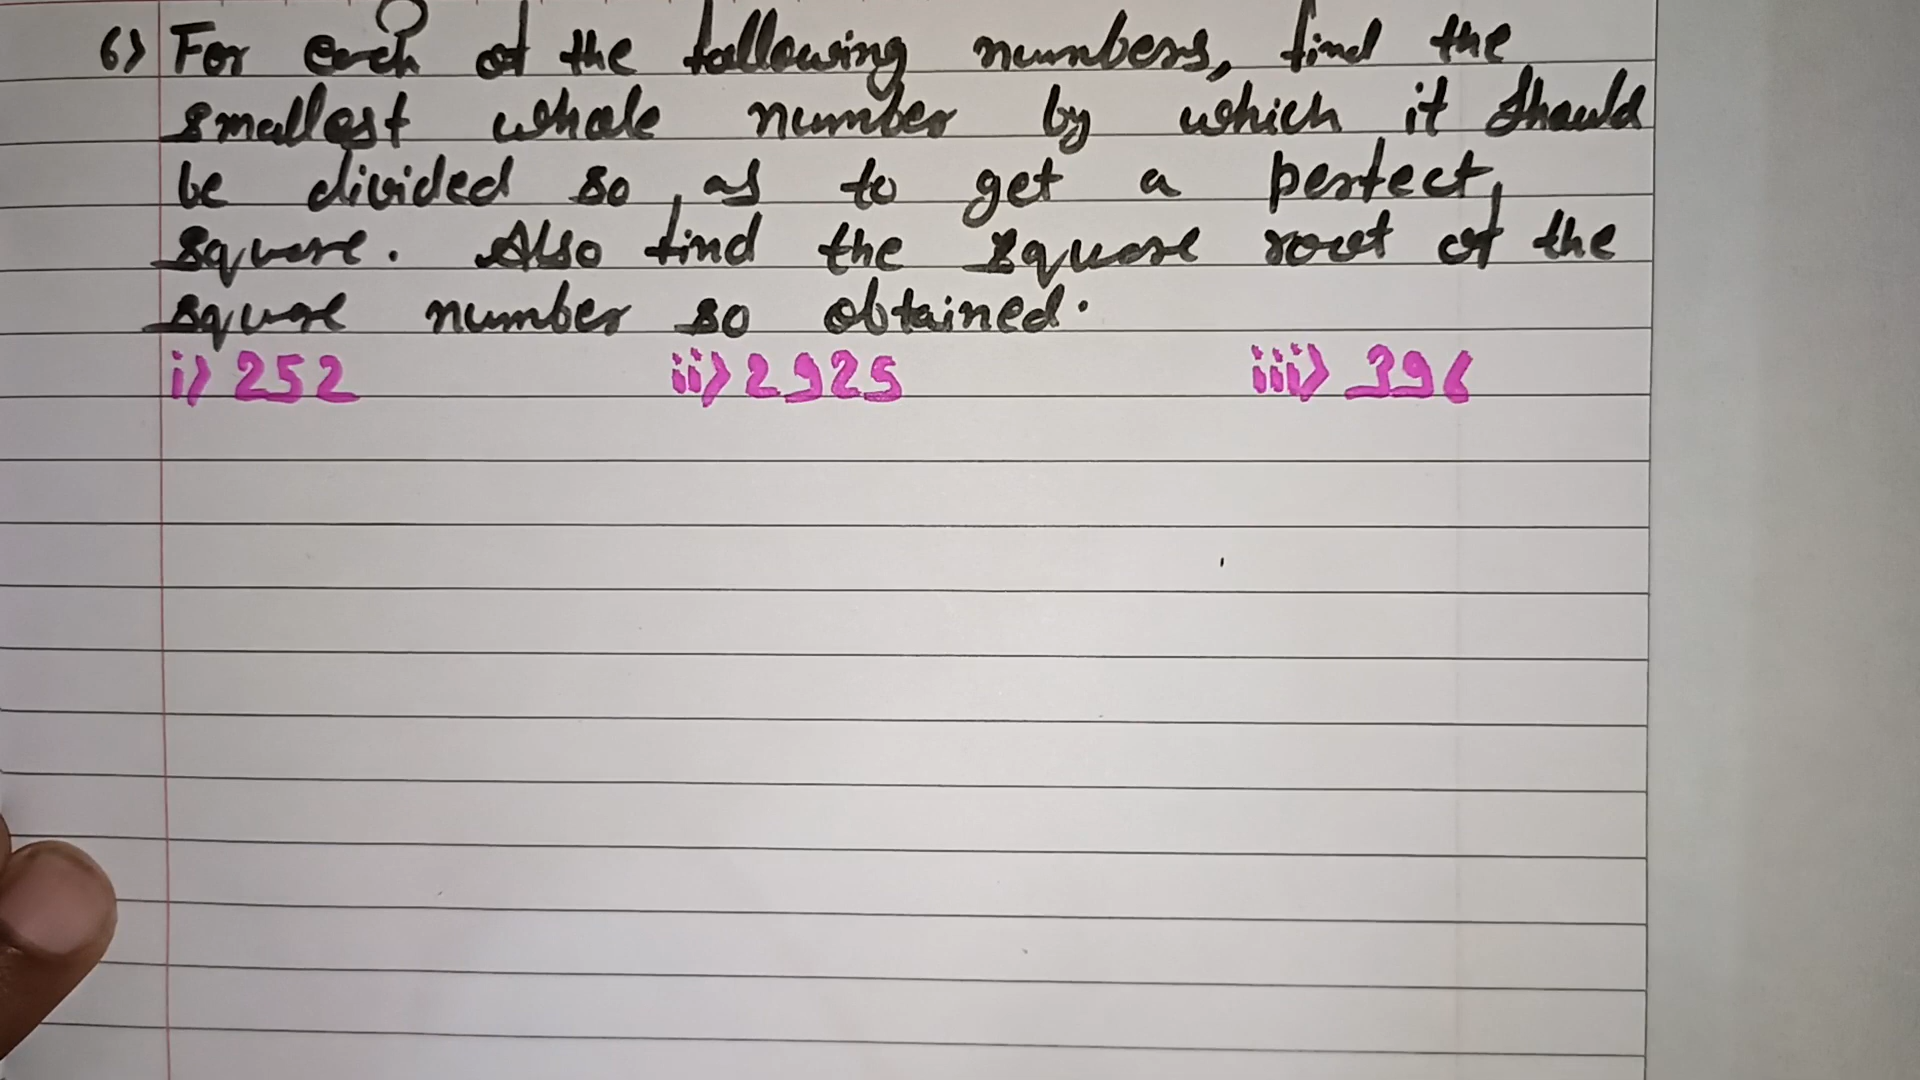 6) For each of the following numbers, find the
smallest whole number by which it should
be divided so as to get a perfect
square. Also find the square root of the
square number so obtained.
i) 252 ii) 2925 iii) 396